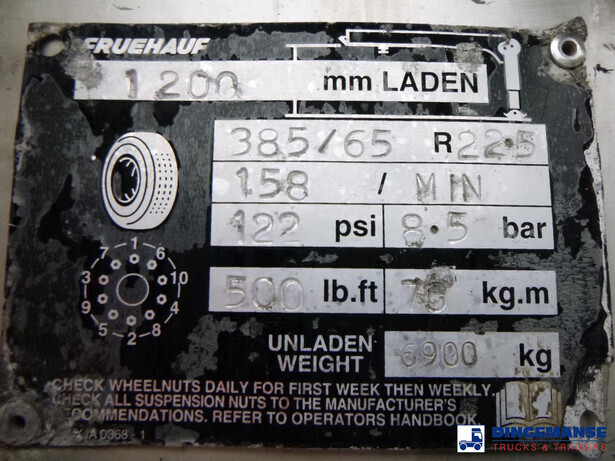 FRUEHAUF
1200 mm LADEN
385/65 R22.5
158 / MIN
122 psi 8.5 bar
500 lb.ft kg.m
1
7 6
3 10
9 4
5 8
2
UNLADEN
WEIGHT 6900 kg
CHECK WHEELNUTS DAILY FOR FIRST WEEK THEN WEEKLY.
CHECK ALL SUSPENSION NUTS TO THE MANUFACTURER'S
RECOMMENDATIONS. REFER TO OPERATORS HANDBOOK
DINGEMANSE
TRUCKS & TRAILERS